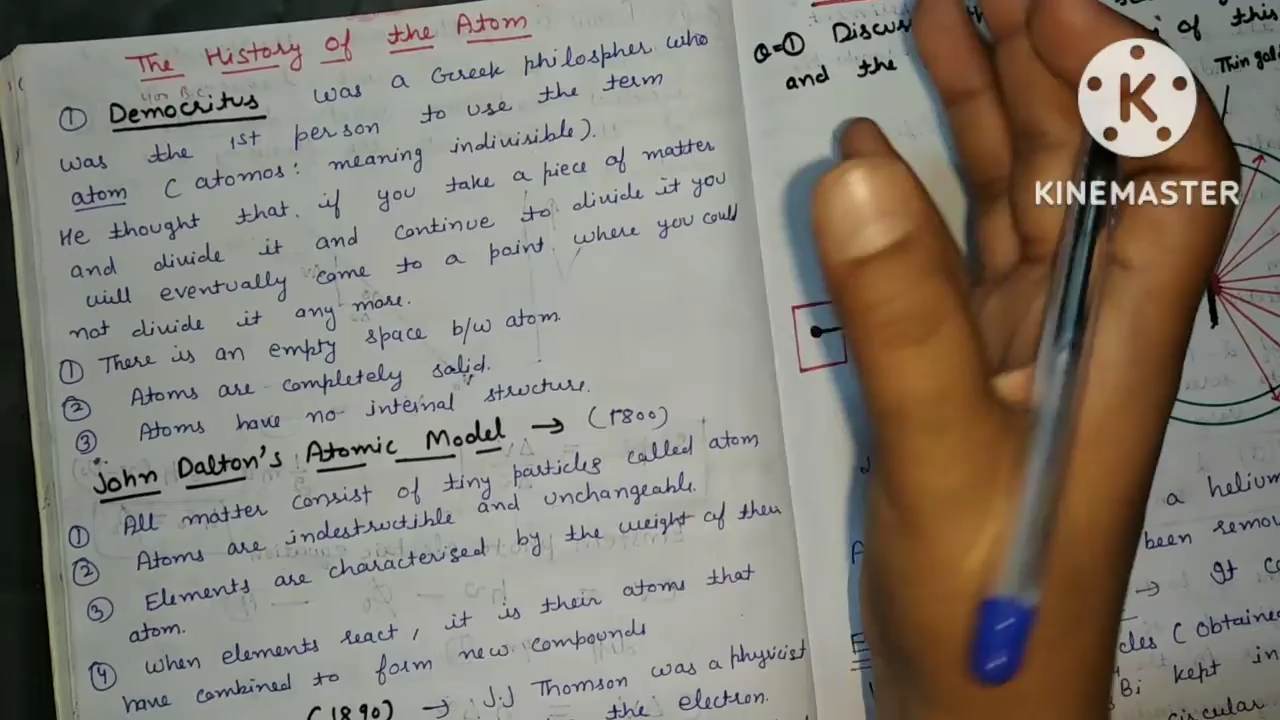 The History of the Atom
400 B.C.
① Democritus was a Greek philospher who
was the 1st person to use the term
atom (atomos: meaning indivisible).
He thought that if you take a piece of matter
and divide it and continue to divide it you
will eventually come to a point where you could
not divide it any more.
① There is an empty space b/w atom.
② Atoms are completely solid.
③ Atoms have no internal structure.
John Dalton's Atomic Model → (1800)
① All matter consist of tiny particles called atom
② Atoms are indestructible and unchangeable.
③ Elements are characterised by the weight of their
atom.
④ When elements react, it is their atoms that
have combined to form new compounds
(1890) → J.J Thomson was a physicist
the electron.
Q=① Discus
of this
and the
Thin gold
a helium
been remov
→ It
cles (Obtained
Bi kept in
circular
K
KINEMASTER